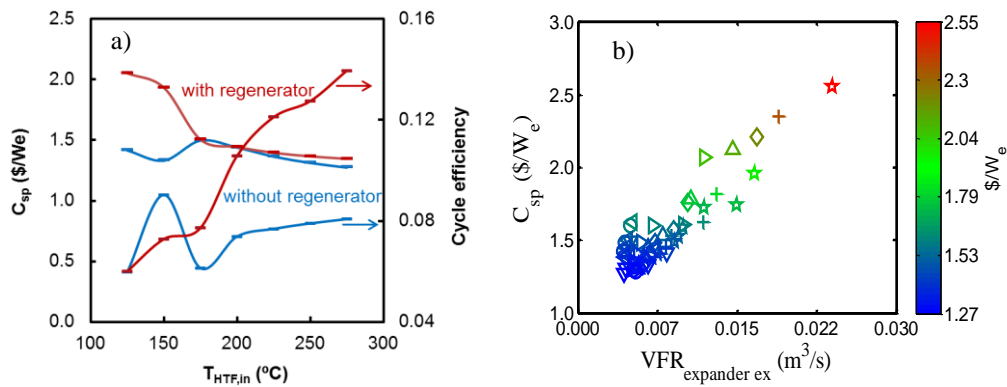 a)
2.5
2.0
1.5
1.0
0.5
0.0
C_sp ($/We)
with regenerator
without regenerator
0.16
0.12
0.08
0.04
Cycle efficiency
100 150 200 250 300
T_HTF,in (ºC)
b)
3.0
2.5
2.0
1.5
1.0
C_sp ($/W_e)
0.000 0.007 0.015 0.022 0.030
VFR_expander ex (m³/s)
2.55
2.3
2.04
1.79
1.53
1.27
$/W_e